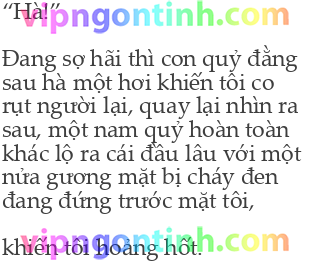 “Hà!”
vipngontinh.com
Đang sợ hãi thì con quỷ đằng
sau hà một hơi khiến tôi co
rụt người lại, quay lại nhìn ra
sau, một nam quỷ hoàn toàn
khác lộ ra cái đầu lâu với một
nửa gương mặt bị cháy đen
đang đứng trước mặt tôi,
vipngontinh.com
khiến tôi hoảng hốt.